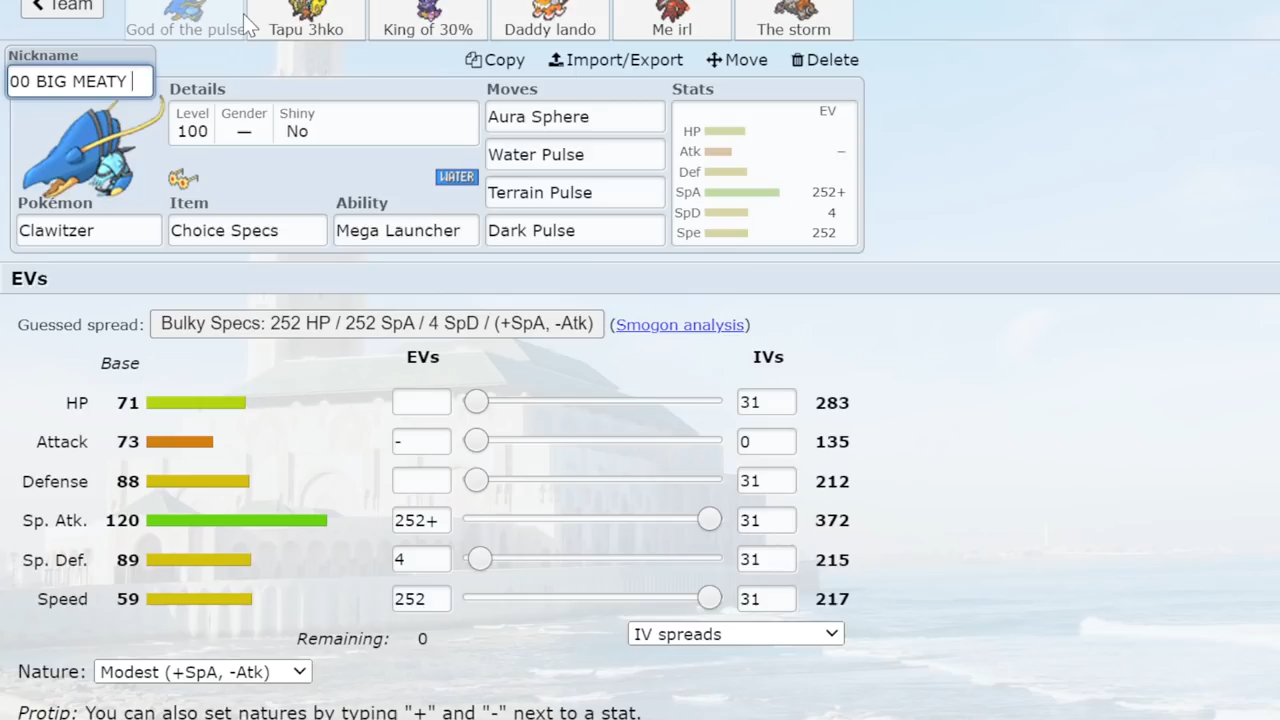 Team
God of the pulse
Tapu 3hko
King of 30%
Daddy lando
Me irl
The storm
Nickname
00 BIG MEATY
Copy
Import/Export
Move
Delete
Details
Level
100
Gender
—
Shiny
No
WATER
Pokémon
Clawitzer
Item
Choice Specs
Ability
Mega Launcher
Moves
Aura Sphere
Water Pulse
Terrain Pulse
Dark Pulse
Stats
EV
HP
Atk –
Def
SpA 252+
SpD 4
Spe 252
EVs
Guessed spread: Bulky Specs: 252 HP / 252 SpA / 4 SpD / (+SpA, -Atk) (Smogon analysis)
Base EVs IVs
HP 71 31 283
Attack 73 - 0 135
Defense 88 31 212
Sp. Atk. 120 252+ 31 372
Sp. Def. 89 4 31 215
Speed 59 252 31 217
Remaining: 0
IV spreads
Nature: Modest (+SpA, -Atk)
Protip: You can also set natures by typing "+" and "-" next to a stat.